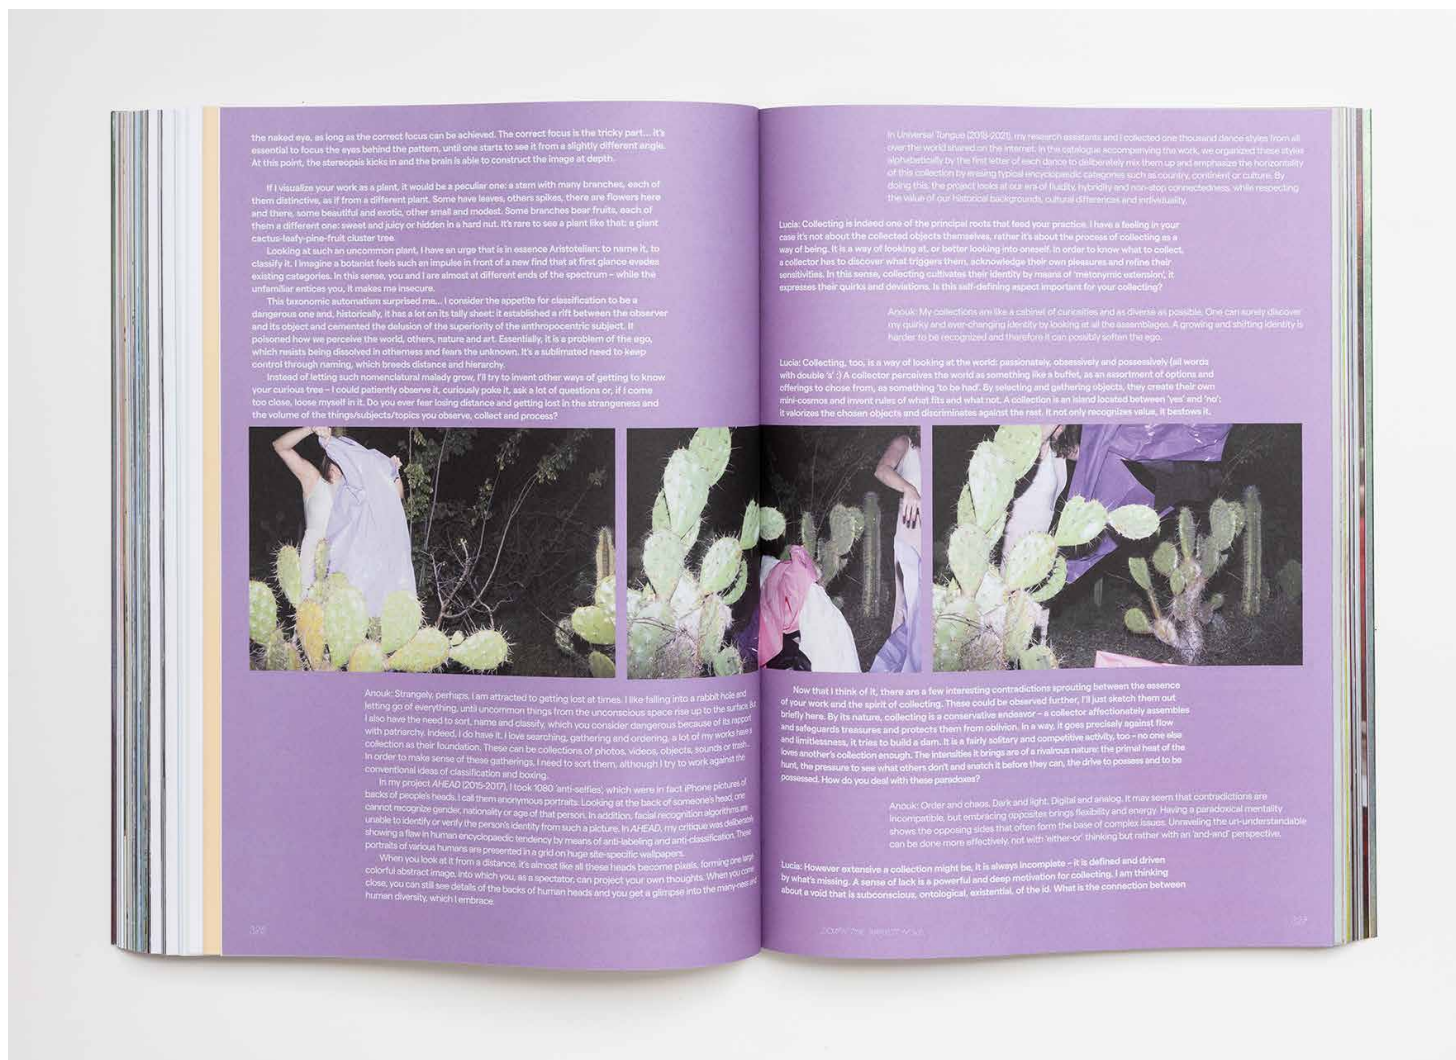 the naked eye, as long as the correct focus can be achieved. The correct focus is the tricky part... it's
essential to focus the eyes behind the pattern, until one starts to see it from a slightly different angle.
At this point, the stereopsis kicks in and the brain is able to construct the image at depth.
If I visualize your work as a plant, it would be a peculiar one: a stem with many branches, each of
them distinctive, as if from a different plant. Some have leaves, others spikes, there are flowers here
and there, some beautiful and exotic, other small and modest. Some branches bear fruits, each of
them a different one: sweet and juicy or hidden in a hard nut. It's rare to see a plant like that: a giant
cactus-leafy-pine-fruit cluster tree
Looking at such an uncommon plant, I have an urge that is in essence Aristotelian: to name it, to
classify it. I imagine a botanist feels such an impulse in front of a new find that at first glance evades
existing categories. In this sense, you and I are almost at different ends of the spectrum – while the
unfamiliar entices you, it makes me insecure.
This taxonomic automatism surprised me... I consider the appetite for classification to be a
dangerous one and, historically, it has a lot on its tally sheet: it established a rift between the observer
and its object and cemented the delusion of the superiority of the anthropocentric subject. It
poisoned how we perceive the world, others, nature and art. Essentially, it is a problem of the ego,
which resists being dissolved in otherness and fears the unknown. It's a sublimated need to keep
control through naming, which breeds distance and hierarchy.
Instead of letting such nomenclatural malady grow, I'll try to invent other ways of getting to know
your curious tree – I could patiently observe it, curiously poke it, ask a lot of questions or, if I come
too close, loose myself in it. Do you ever fear losing distance and getting lost in the strangeness and
the volume of the things/subjects/topics you observe, collect and process?
Anouk: Strangely, perhaps, I am attracted to getting lost at times. I like falling into a rabbit hole and
letting go of everything, until uncommon things from the unconscious space rise up to the surface. But
I also have the need to sort, name and classify, which you consider dangerous because of its rapport
with patriarchy. Indeed, I do have it. I love searching, gathering and ordering, a lot of my works have a
collection as their foundation. These can be collections of photos, videos, objects, sounds or trash...
In order to make sense of these gatherings, I need to sort them, although I try to work against the
conventional ideas of classification and boxing.
In my project AHEAD (2015-2017), I took 1080 'anti-selfies', which were in fact iPhone pictures of
backs of people's heads. I call them anonymous portraits. Looking at the back of someone's head, one
cannot recognize gender, nationality or age of that person. In addition, facial recognition algorithms are
unable to identify or verify the person's identity from such a picture. In AHEAD, my critique was deliberately
showing a flaw in human encyclopaedic tendency by means of anti-labeling and anti-classification. These
portraits of various humans are presented in a grid on huge site-specific wallpapers.
When you look at it from a distance, it's almost like all these heads become pixels, forming one large
colorful abstract image, into which you, as a spectator, can project your own thoughts. When you come
close, you can still see details of the backs of human heads and you get a glimpse into the many-ness and
human diversity, which I embrace.
326
In Universal Tongue (2018-2021), my research assistants and I collected one thousand dance styles from all
over the world shared on the internet. In the catalogue accompanying the work, we organized these styles
alphabetically by the first letter of each dance to deliberately mix them up and emphasize the horizontality
of this collection by erasing typical encyclopaedic categories such as country, continent or culture. By
doing this, the project looks at our era of fluidity, hybridity and non-stop connectedness, while respecting
the value of our historical backgrounds, cultural differences and individuality.
Lucia: Collecting is indeed one of the principal roots that feed your practice. I have a feeling in your
case it's not about the collected objects themselves, rather it's about the process of collecting as a
way of being. It is a way of looking at, or better looking into oneself. In order to know what to collect,
a collector has to discover what triggers them, acknowledge their own pleasures and refine their
sensitivities. In this sense, collecting cultivates their identity by means of 'metonymic extension', it
expresses their quirks and deviations. Is this self-defining aspect important for your collecting?
Anouk: My collections are like a cabinet of curiosities and as diverse as possible. One can surely discover
my quirky and ever-changing identity by looking at all the assemblages. A growing and shifting identity is
harder to be recognized and therefore it can possibly soften the ego.
Lucia: Collecting, too, is a way of looking at the world: passionately, obsessively and possessively (all words
with double 's' :) A collector perceives the world as something like a buffet, as an assortment of options and
offerings to chose from, as something 'to be had'. By selecting and gathering objects, they create their own
mini-cosmos and invent rules of what fits and what not. A collection is an island located between 'yes' and 'no';
it valorizes the chosen objects and discriminates against the rest. It not only recognizes value, it bestows it.
Now that I think of it, there are a few interesting contradictions sprouting between the essence
of your work and the spirit of collecting. These could be observed further, I'll just sketch them out
briefly here. By its nature, collecting is a conservative endeavor – a collector affectionately assembles
and safeguards treasures and protects them from oblivion. In a way, it goes precisely against flow
and limitlessness, it tries to build a dam. It is a fairly solitary and competitive activity, too – no one else
loves another's collection enough. The intensities it brings are of a rivalrous nature: the primal heat of the
hunt, the pressure to see what others don't and snatch it before they can, the drive to possess and to be
possessed. How do you deal with these paradoxes?
Anouk: Order and chaos. Dark and light. Digital and analog. It may seem that contradictions are
incompatible, but embracing opposites brings flexibility and energy. Having a paradoxical mentality
shows the opposing sides that often form the base of complex issues. Unraveling the un-understandable
can be done more effectively, not with 'either-or' thinking but rather with an 'and-and' perspective.
Lucia: However extensive a collection might be, it is always incomplete – it is defined and driven
by what's missing. A sense of lack is a powerful and deep motivation for collecting. I am thinking
about a void that is subconscious, ontological, existential, of the id. What is the connection between
DOWN THE RABBIT
327